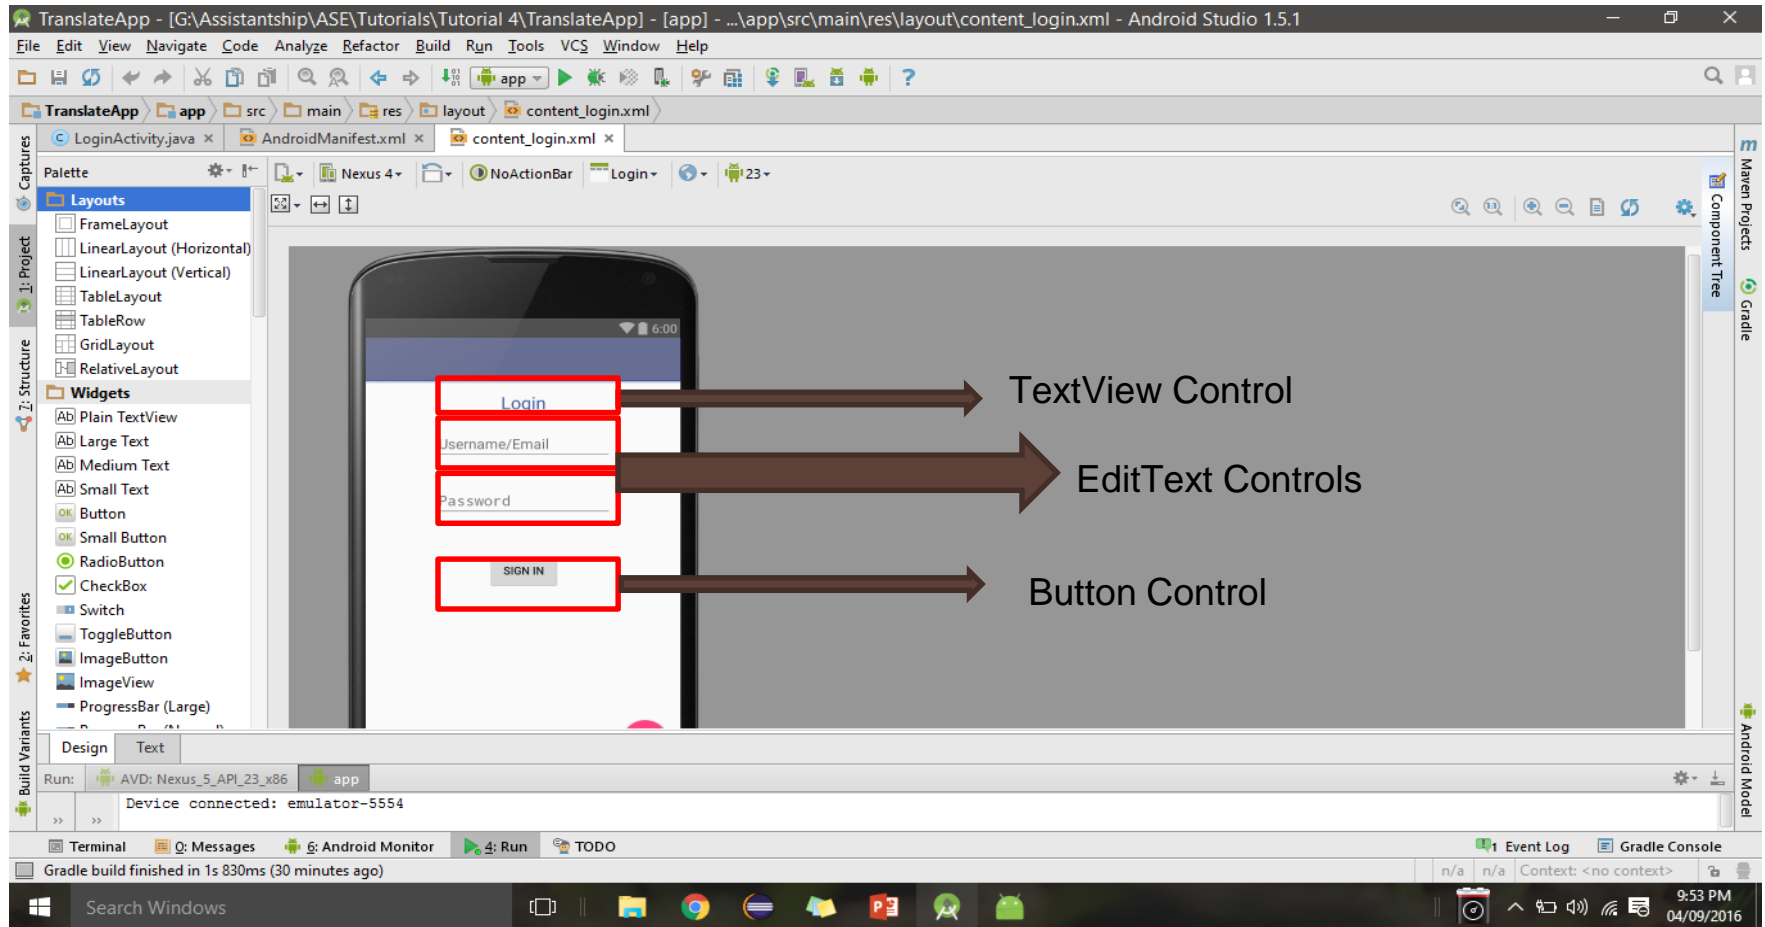 TranslateApp - [G:\Assistantship\ASE\Tutorials\Tutorial 4\TranslateApp] - [app] - ...\app\src\main\res\layout\content_login.xml - Android Studio 1.5.1
File Edit View Navigate Code Analyze Refactor Build Run Tools VCS Window Help
app
TranslateApp app src main res layout content_login.xml
LoginActivity.java AndroidManifest.xml content_login.xml
Palette Nexus 4 NoActionBar Login 23
Layouts
FrameLayout
LinearLayout (Horizontal)
LinearLayout (Vertical)
TableLayout
TableRow
GridLayout
RelativeLayout
Widgets
Ab Plain TextView
Ab Large Text
Ab Medium Text
Ab Small Text
OK Button
OK Small Button
RadioButton
CheckBox
Switch
ToggleButton
ImageButton
ImageView
ProgressBar (Large)
6:00
Login
Username/Email
Password
SIGN IN
TextView Control
EditText Controls
Button Control
Captures
1: Project
7: Structure
2: Favorites
Build Variants
Maven Projects
Gradle
Android Model
Component Tree
Design Text
Run: AVD: Nexus_5_API_23_x86 app
Device connected: emulator-5554
Terminal 0: Messages 6: Android Monitor 4: Run TODO 1 Event Log Gradle Console
Gradle build finished in 1s 830ms (30 minutes ago) n/a n/a Context: <no context>
Search Windows
9:53 PM
04/09/2016